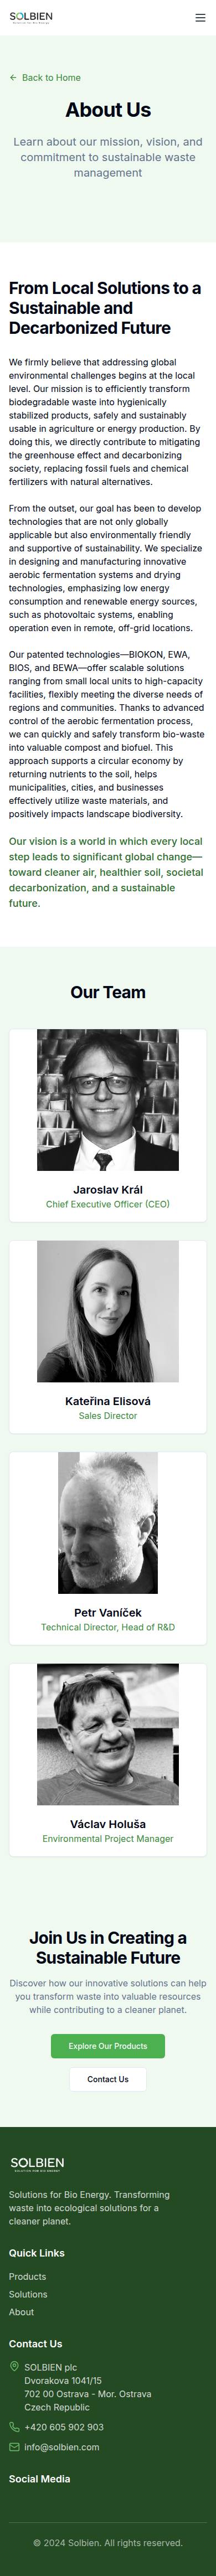 SOLBIEN
Back to Home
About Us
Learn about our mission, vision, and
commitment to sustainable waste
management
From Local Solutions to a
Sustainable and
Decarbonized Future
We firmly believe that addressing global
environmental challenges begins at the local
level. Our mission is to efficiently transform
biodegradable waste into hygienically
stabilized products, safely and sustainably
usable in agriculture or energy production. By
doing this, we directly contribute to mitigating
the greenhouse effect and decarbonizing
society, replacing fossil fuels and chemical
fertilizers with natural alternatives.
From the outset, our goal has been to develop
technologies that are not only globally
applicable but also environmentally friendly
and supportive of sustainability. We specialize
in designing and manufacturing innovative
aerobic fermentation systems and drying
technologies, emphasizing low energy
consumption and renewable energy sources,
such as photovoltaic systems, enabling
operation even in remote, off-grid locations.
Our patented technologies—BIOKON, EWA,
BIOS, and BEWA—offer scalable solutions
ranging from small local units to high-capacity
facilities, flexibly meeting the diverse needs of
regions and communities. Thanks to advanced
control of the aerobic fermentation process,
we can quickly and safely transform bio-waste
into valuable compost and biofuel. This
approach supports a circular economy by
returning nutrients to the soil, helps
municipalities, cities, and businesses
effectively utilize waste materials, and
positively impacts landscape biodiversity.
Our vision is a world in which every local
step leads to significant global change—
toward cleaner air, healthier soil, societal
decarbonization, and a sustainable
future.
Our Team
Jaroslav Král
Chief Executive Officer (CEO)
Kateřina Elisová
Sales Director
Petr Vaníček
Technical Director, Head of R&D
Václav Holuša
Environmental Project Manager
Join Us in Creating a
Sustainable Future
Discover how our innovative solutions can help
you transform waste into valuable resources
while contributing to a cleaner planet.
Explore Our Products
Contact Us
SOLBIEN
SOLUTION FOR BIO ENERGY
Solutions for Bio Energy. Transforming
waste into ecological solutions for a
cleaner planet.
Quick Links
Products
Solutions
About
Contact Us
SOLBIEN plc
Dvorakova 1041/15
702 00 Ostrava - Mor. Ostrava
Czech Republic
+420 605 902 903
info@solbien.com
Social Media
© 2024 Solbien. All rights reserved.